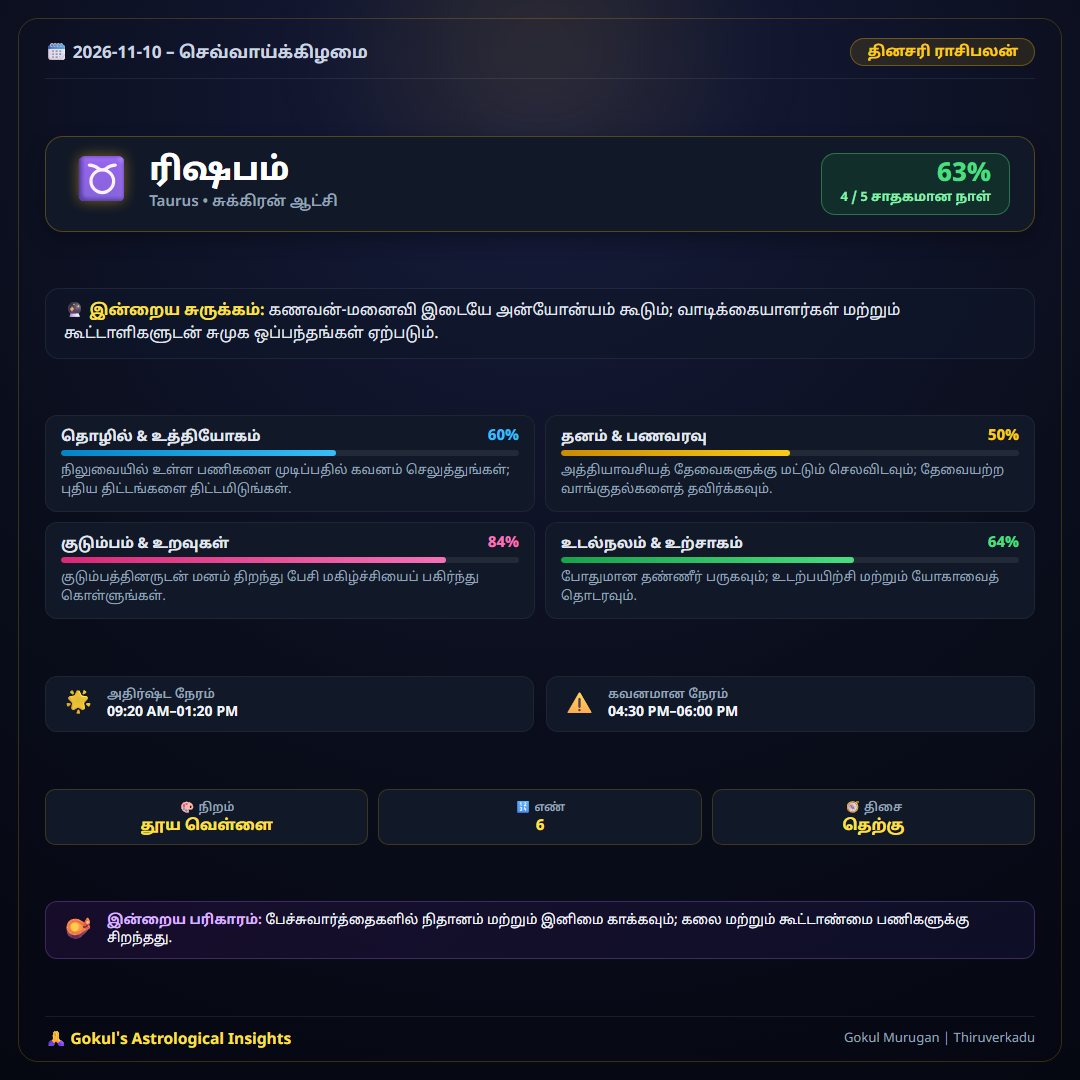 2026-11-10 – செவ்வாய்க்கிழமை
தினசரி ராசிபலன்
ரிஷபம்
Taurus • சுக்கிரன் ஆட்சி
63%
4 / 5 சாதகமான நாள்
இன்றைய சுருக்கம்: கணவன்-மனைவி இடையே அன்யோன்யம் கூடும்; வாடிக்கையாளர்கள் மற்றும்
கூட்டாளிகளுடன் சுமுக ஒப்பந்தங்கள் ஏற்படும்.
தொழில் & உத்தியோகம் 60%
நிலுவையில் உள்ள பணிகளை முடிப்பதில் கவனம் செலுத்துங்கள்;
புதிய திட்டங்களை திட்டமிடுங்கள்.
தனம் & பணவரவு 50%
அத்தியாவசியத் தேவைகளுக்கு மட்டும் செலவிடவும்; தேவையற்ற
வாங்குதல்களைத் தவிர்க்கவும்.
குடும்பம் & உறவுகள் 84%
குடும்பத்தினருடன் மனம் திறந்து பேசி மகிழ்ச்சியைப் பகிர்ந்து
கொள்ளுங்கள்.
உடல்நலம் & உற்சாகம் 64%
போதுமான தண்ணீர் பருகவும்; உடற்பயிற்சி மற்றும் யோகாவைத்
தொடரவும்.
அதிர்ஷ்ட நேரம்
09:20 AM–01:20 PM
கவனமான நேரம்
04:30 PM–06:00 PM
நிறம்
தூய வெள்ளை
எண்
6
திசை
தெற்கு
இன்றைய பரிகாரம்: பேச்சுவார்த்தைகளில் நிதானம் மற்றும் இனிமை காக்கவும்; கலை மற்றும் கூட்டாண்மை பணிகளுக்கு
சிறந்தது.
Gokul's Astrological Insights
Gokul Murugan | Thiruverkadu